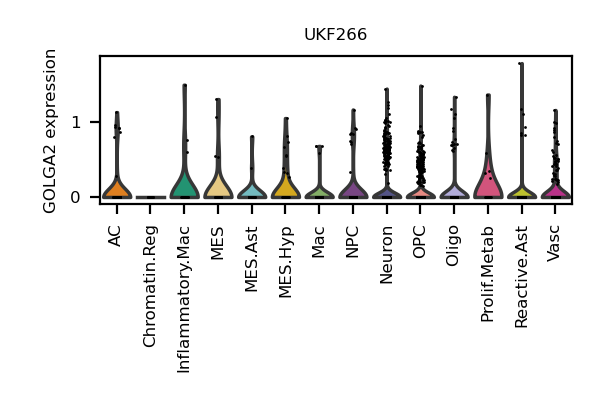 UKF266
GOLGA2 expression
1
0
AC
Chromatin.Reg
Inflammatory.Mac
MES
MES.Ast
MES.Hyp
Mac
NPC
Neuron
OPC
Oligo
Prolif.Metab
Reactive.Ast
Vasc